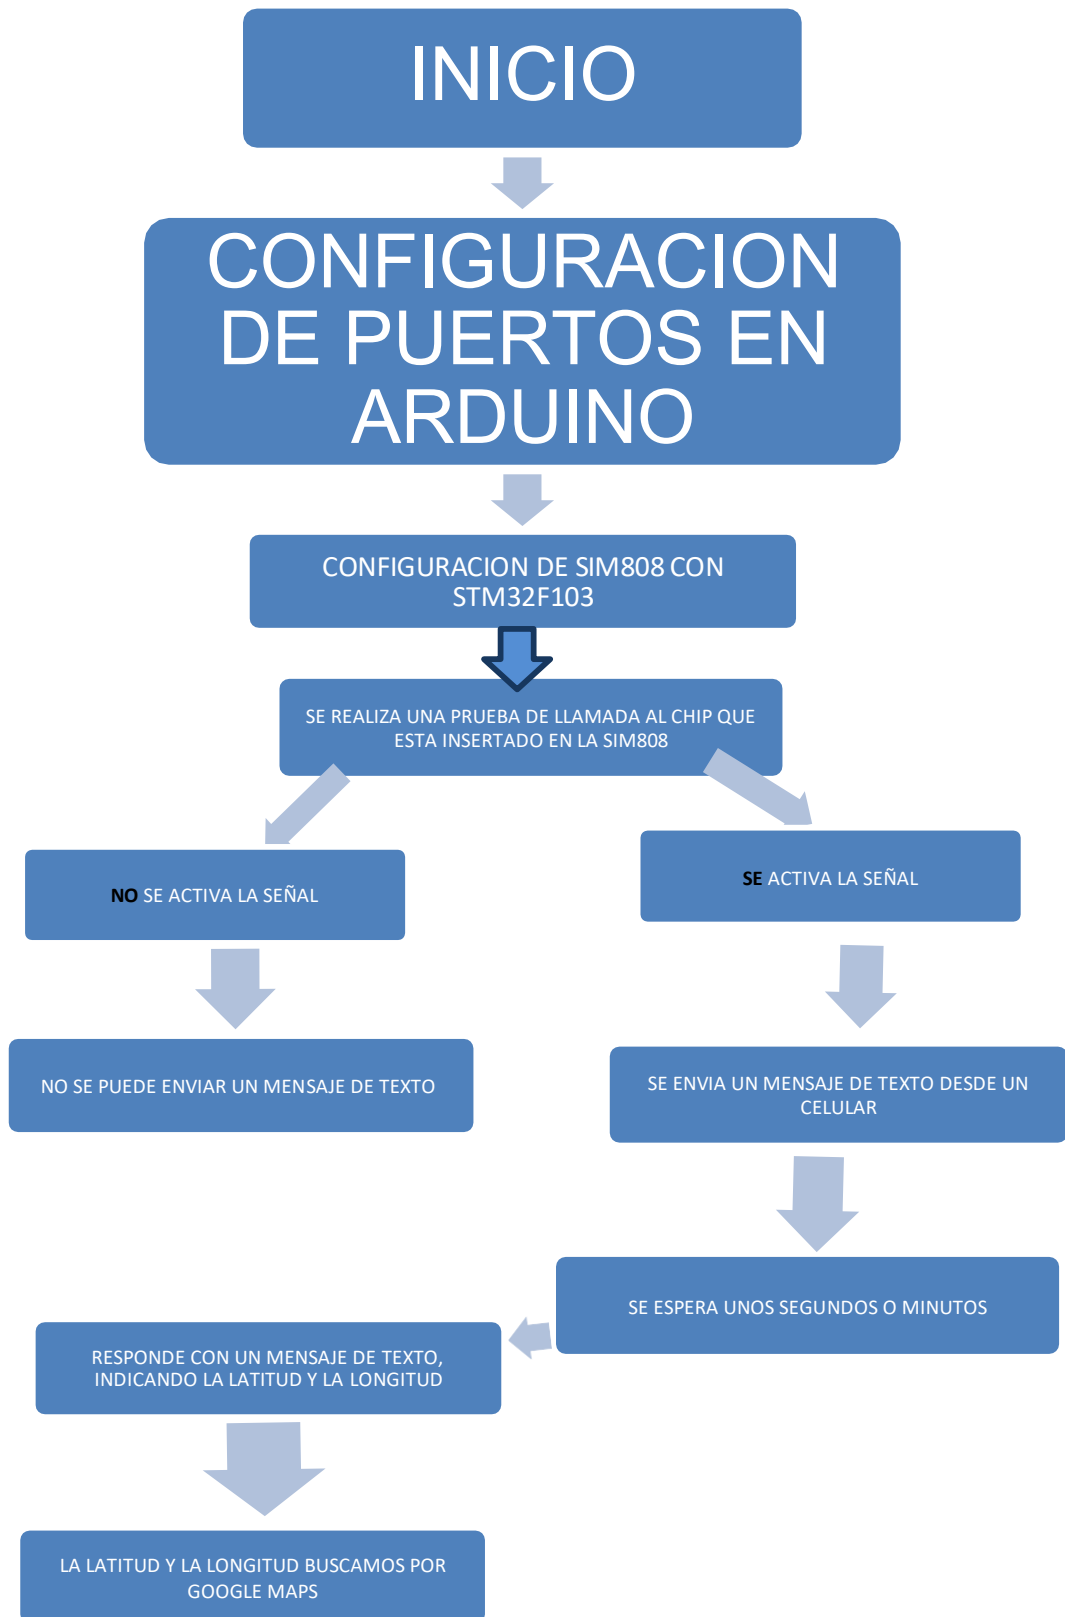 INICIO
CONFIGURACION
DE PUERTOS EN
ARDUINO
CONFIGURACION DE SIM808 CON
STM32F103
SE REALIZA UNA PRUEBA DE LLAMADA AL CHIP QUE
ESTA INSERTADO EN LA SIM808
NO SE ACTIVA LA SEÑAL
SE ACTIVA LA SEÑAL
NO SE PUEDE ENVIAR UN MENSAJE DE TEXTO
SE ENVIA UN MENSAJE DE TEXTO DESDE UN
CELULAR
SE ESPERA UNOS SEGUNDOS O MINUTOS
RESPONDE CON UN MENSAJE DE TEXTO,
INDICANDO LA LATITUD Y LA LONGITUD
LA LATITUD Y LA LONGITUD BUSCAMOS POR
GOOGLE MAPS